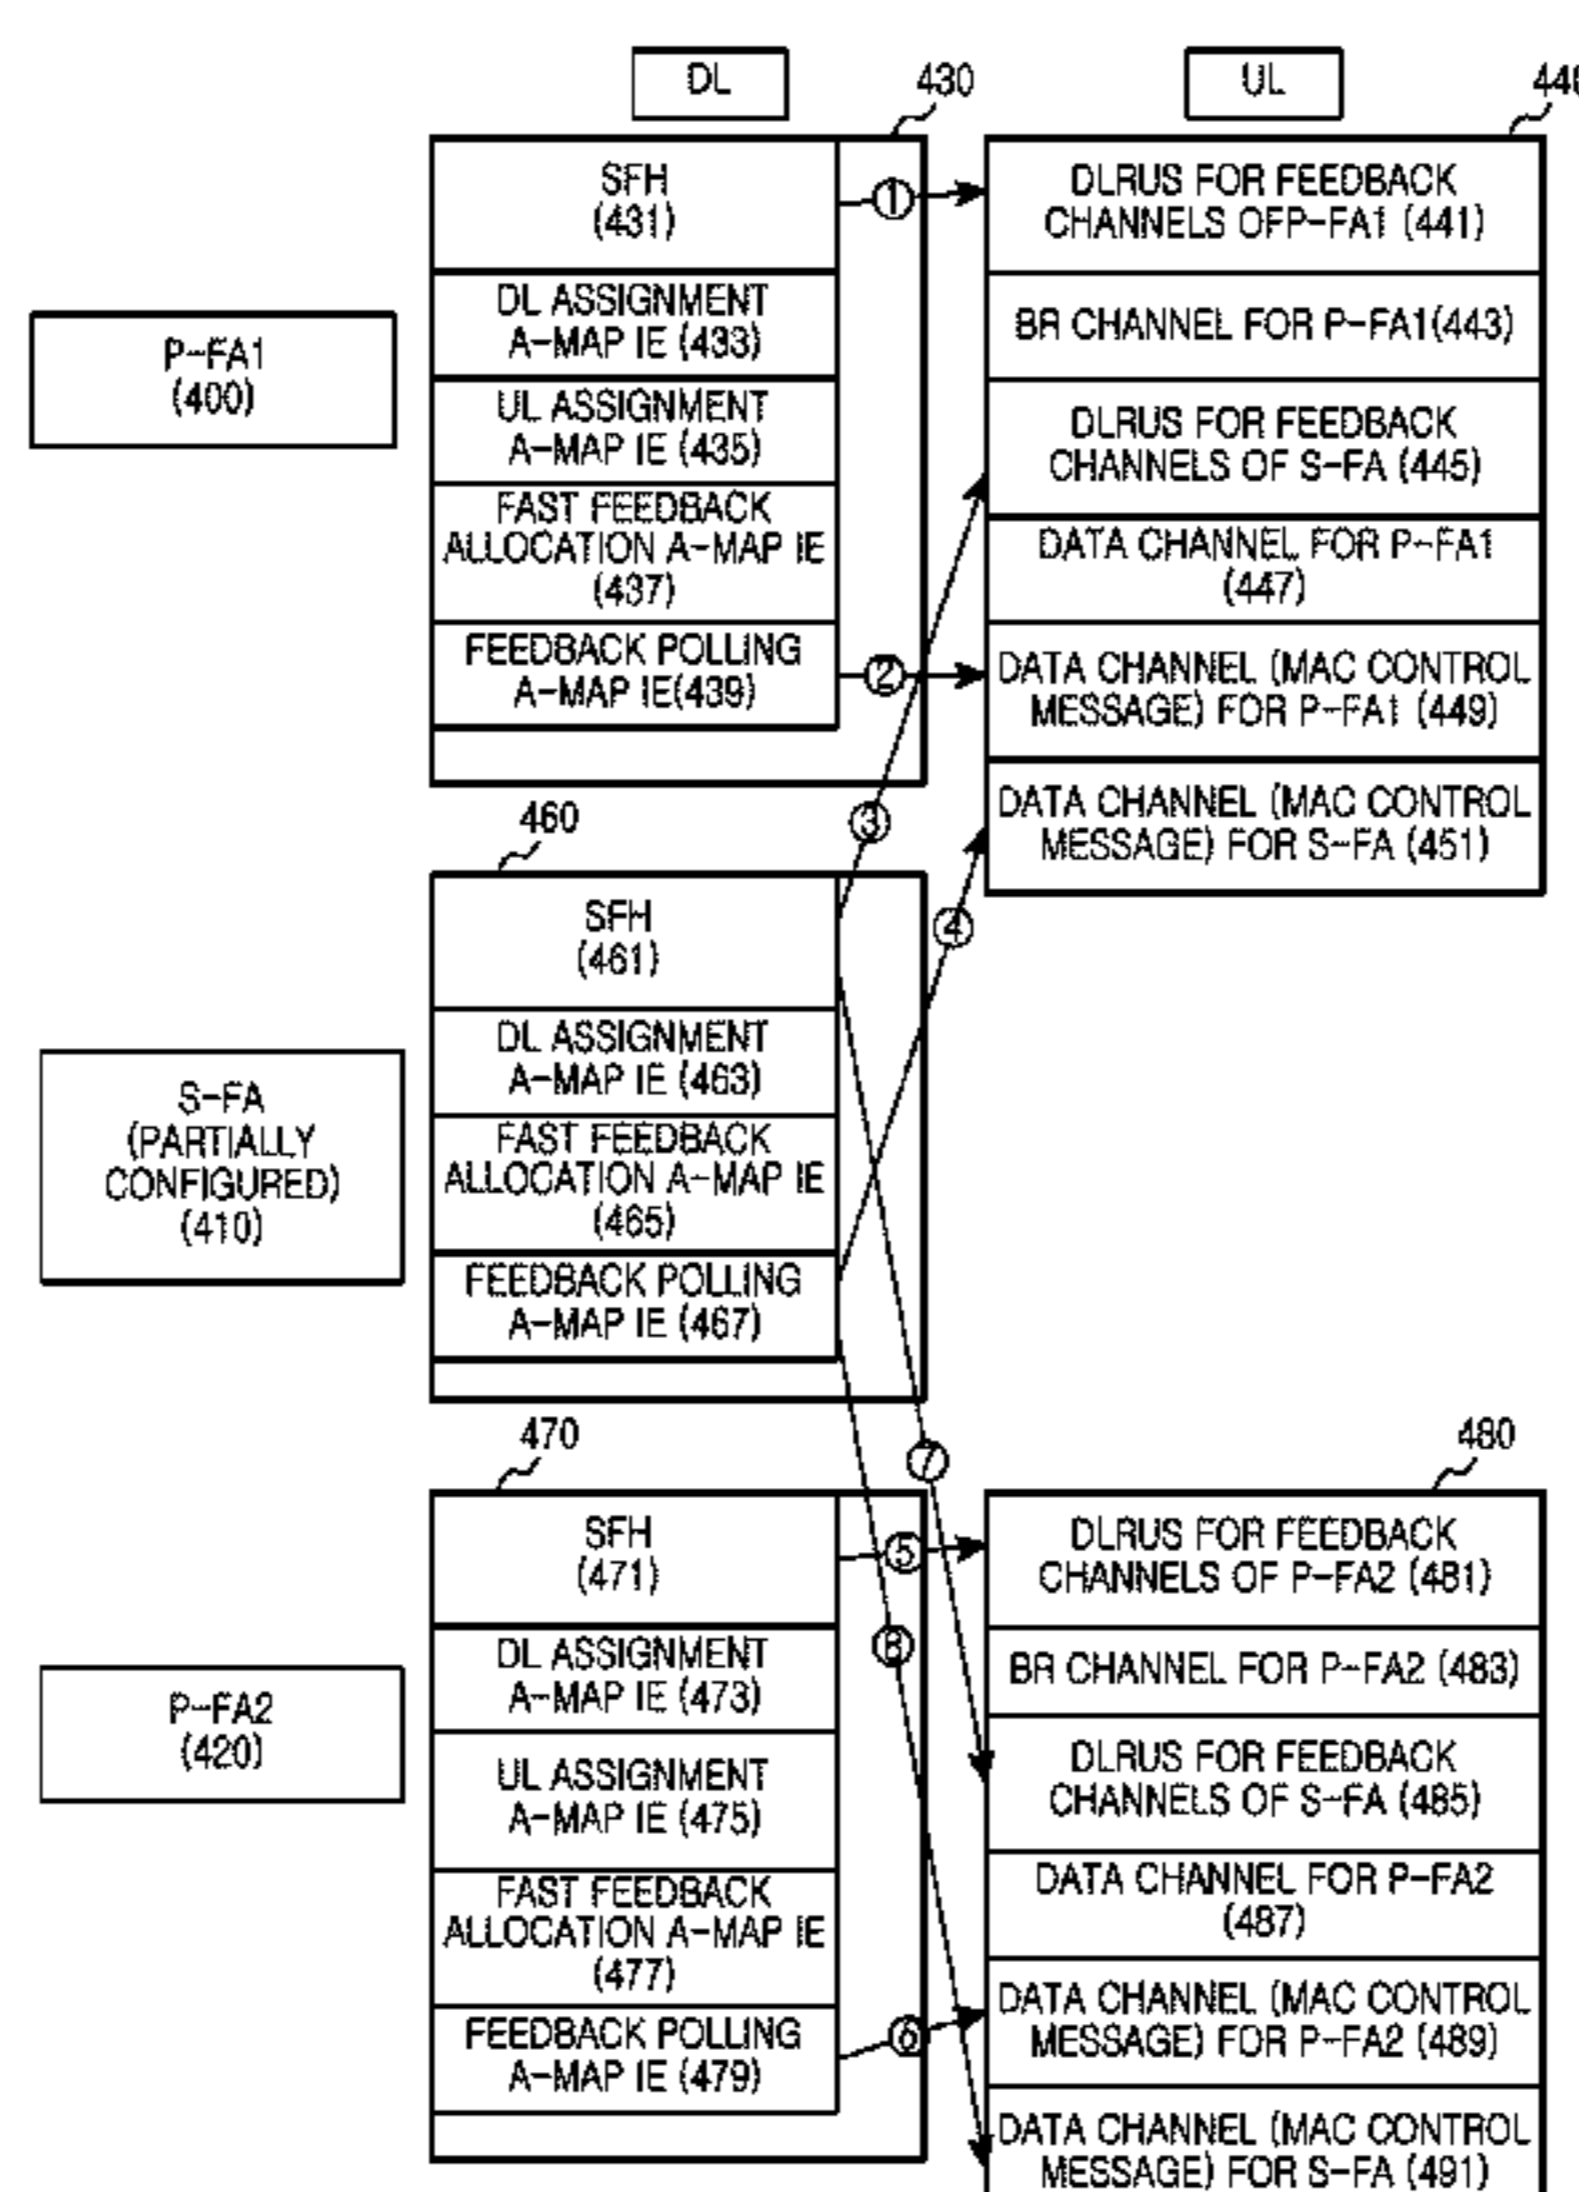 DL
430
UL
440
SFH
(431)
DL ASSIGNMENT
A-MAP IE (433)
UL ASSIGNMENT
A-MAP IE (435)
FAST FEEDBACK
ALLOCATION A-MAP IE
(437)
FEEDBACK POLLING
A-MAP IE(439)
P-FA1
(400)
①
②
③
④
DLRUS FOR FEEDBACK
CHANNELS OFP-FA1 (441)
BR CHANNEL FOR P-FA1(443)
DLRUS FOR FEEDBACK
CHANNELS OF S-FA (445)
DATA CHANNEL FOR P-FA1
(447)
DATA CHANNEL (MAC CONTROL
MESSAGE) FOR P-FA1 (449)
DATA CHANNEL (MAC CONTROL
MESSAGE) FOR S-FA (451)
460
S-FA
(PARTIALLY
CONFIGURED)
(410)
SFH
(461)
DL ASSIGNMENT
A-MAP IE (463)
FAST FEEDBACK
ALLOCATION A-MAP IE
(465)
FEEDBACK POLLING
A-MAP IE (467)
470
⑦
480
P-FA2
(420)
SFH
(471)
DL ASSIGNMENT
A-MAP IE (473)
UL ASSIGNMENT
A-MAP IE (475)
FAST FEEDBACK
ALLOCATION A-MAP IE
(477)
FEEDBACK POLLING
A-MAP IE (479)
⑤
⑧
⑥
DLRUS FOR FEEDBACK
CHANNELS OF P-FA2 (481)
BR CHANNEL FOR P-FA2 (483)
DLRUS FOR FEEDBACK
CHANNELS OF S-FA (485)
DATA CHANNEL FOR P-FA2
(487)
DATA CHANNEL (MAC CONTROL
MESSAGE) FOR P-FA2 (489)
DATA CHANNEL (MAC CONTROL
MESSAGE) FOR S-FA (491)